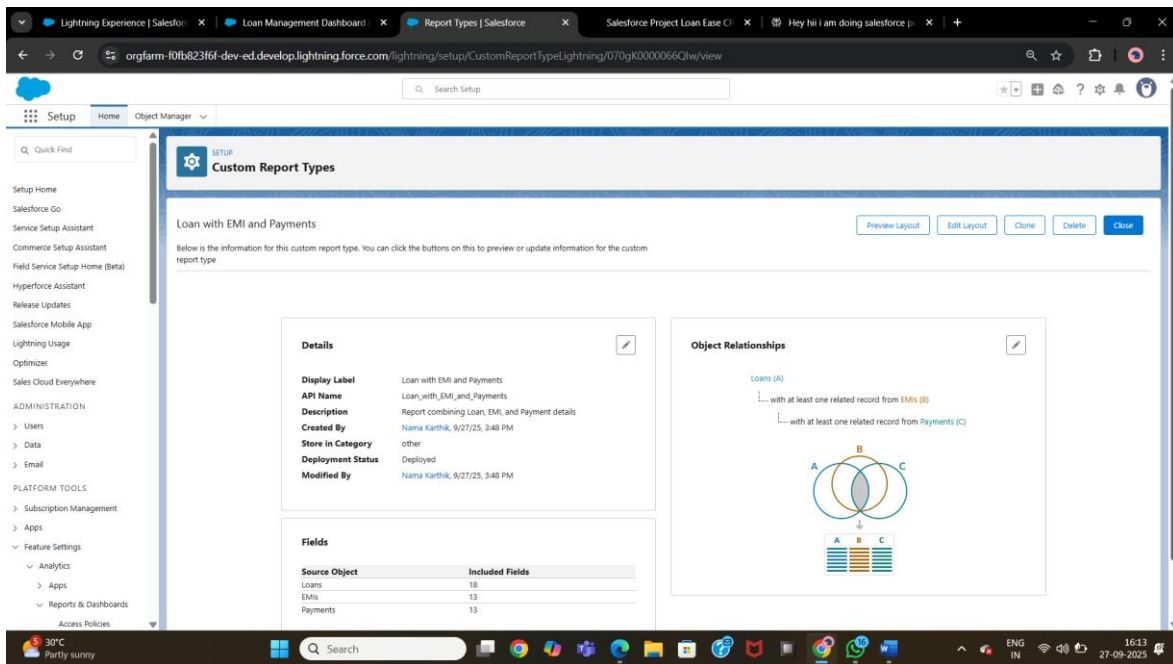 Lightning Experience | Salesforc
Loan Management Dashboard |
Report Types | Salesforce
Salesforce Project Loan Ease C
Hey hii i am doing salesforce pr
orgfarm-f0fb823f6f-dev-ed.develop.lightning.force.com/lightning/setup/CustomReportTypeLightning/070gK0000066Qlw/view
Search Setup
Setup
Home
Object Manager
Quick Find
Setup Home
Salesforce Go
Service Setup Assistant
Commerce Setup Assistant
Field Service Setup Home (Beta)
Hyperforce Assistant
Release Updates
Salesforce Mobile App
Lightning Usage
Optimizer
Sales Cloud Everywhere
ADMINISTRATION
Users
Data
Email
PLATFORM TOOLS
Subscription Management
Apps
Feature Settings
Analytics
Apps
Reports & Dashboards
Access Policies
SETUP
Custom Report Types
Loan with EMI and Payments
Preview Layout
Edit Layout
Clone
Delete
Close
Below is the information for this custom report type. You can click the buttons on this to preview or update information for the custom
report type
Details
Display Label Loan with EMI and Payments
API Name Loan_with_EMI_and_Payments
Description Report combining Loan, EMI, and Payment details
Created By Nama Karthik, 9/27/25, 3:48 PM
Store in Category other
Deployment Status Deployed
Modified By Nama Karthik, 9/27/25, 3:48 PM
Object Relationships
Loans (A)
with at least one related record from EMIs (B)
with at least one related record from Payments (C)
B
A C
A B C
Fields
Source Object Included Fields
Loans 18
EMIs 13
Payments 13
5
30°C
Partly sunny
Search
16
ENG
IN
16:13
27-09-2025